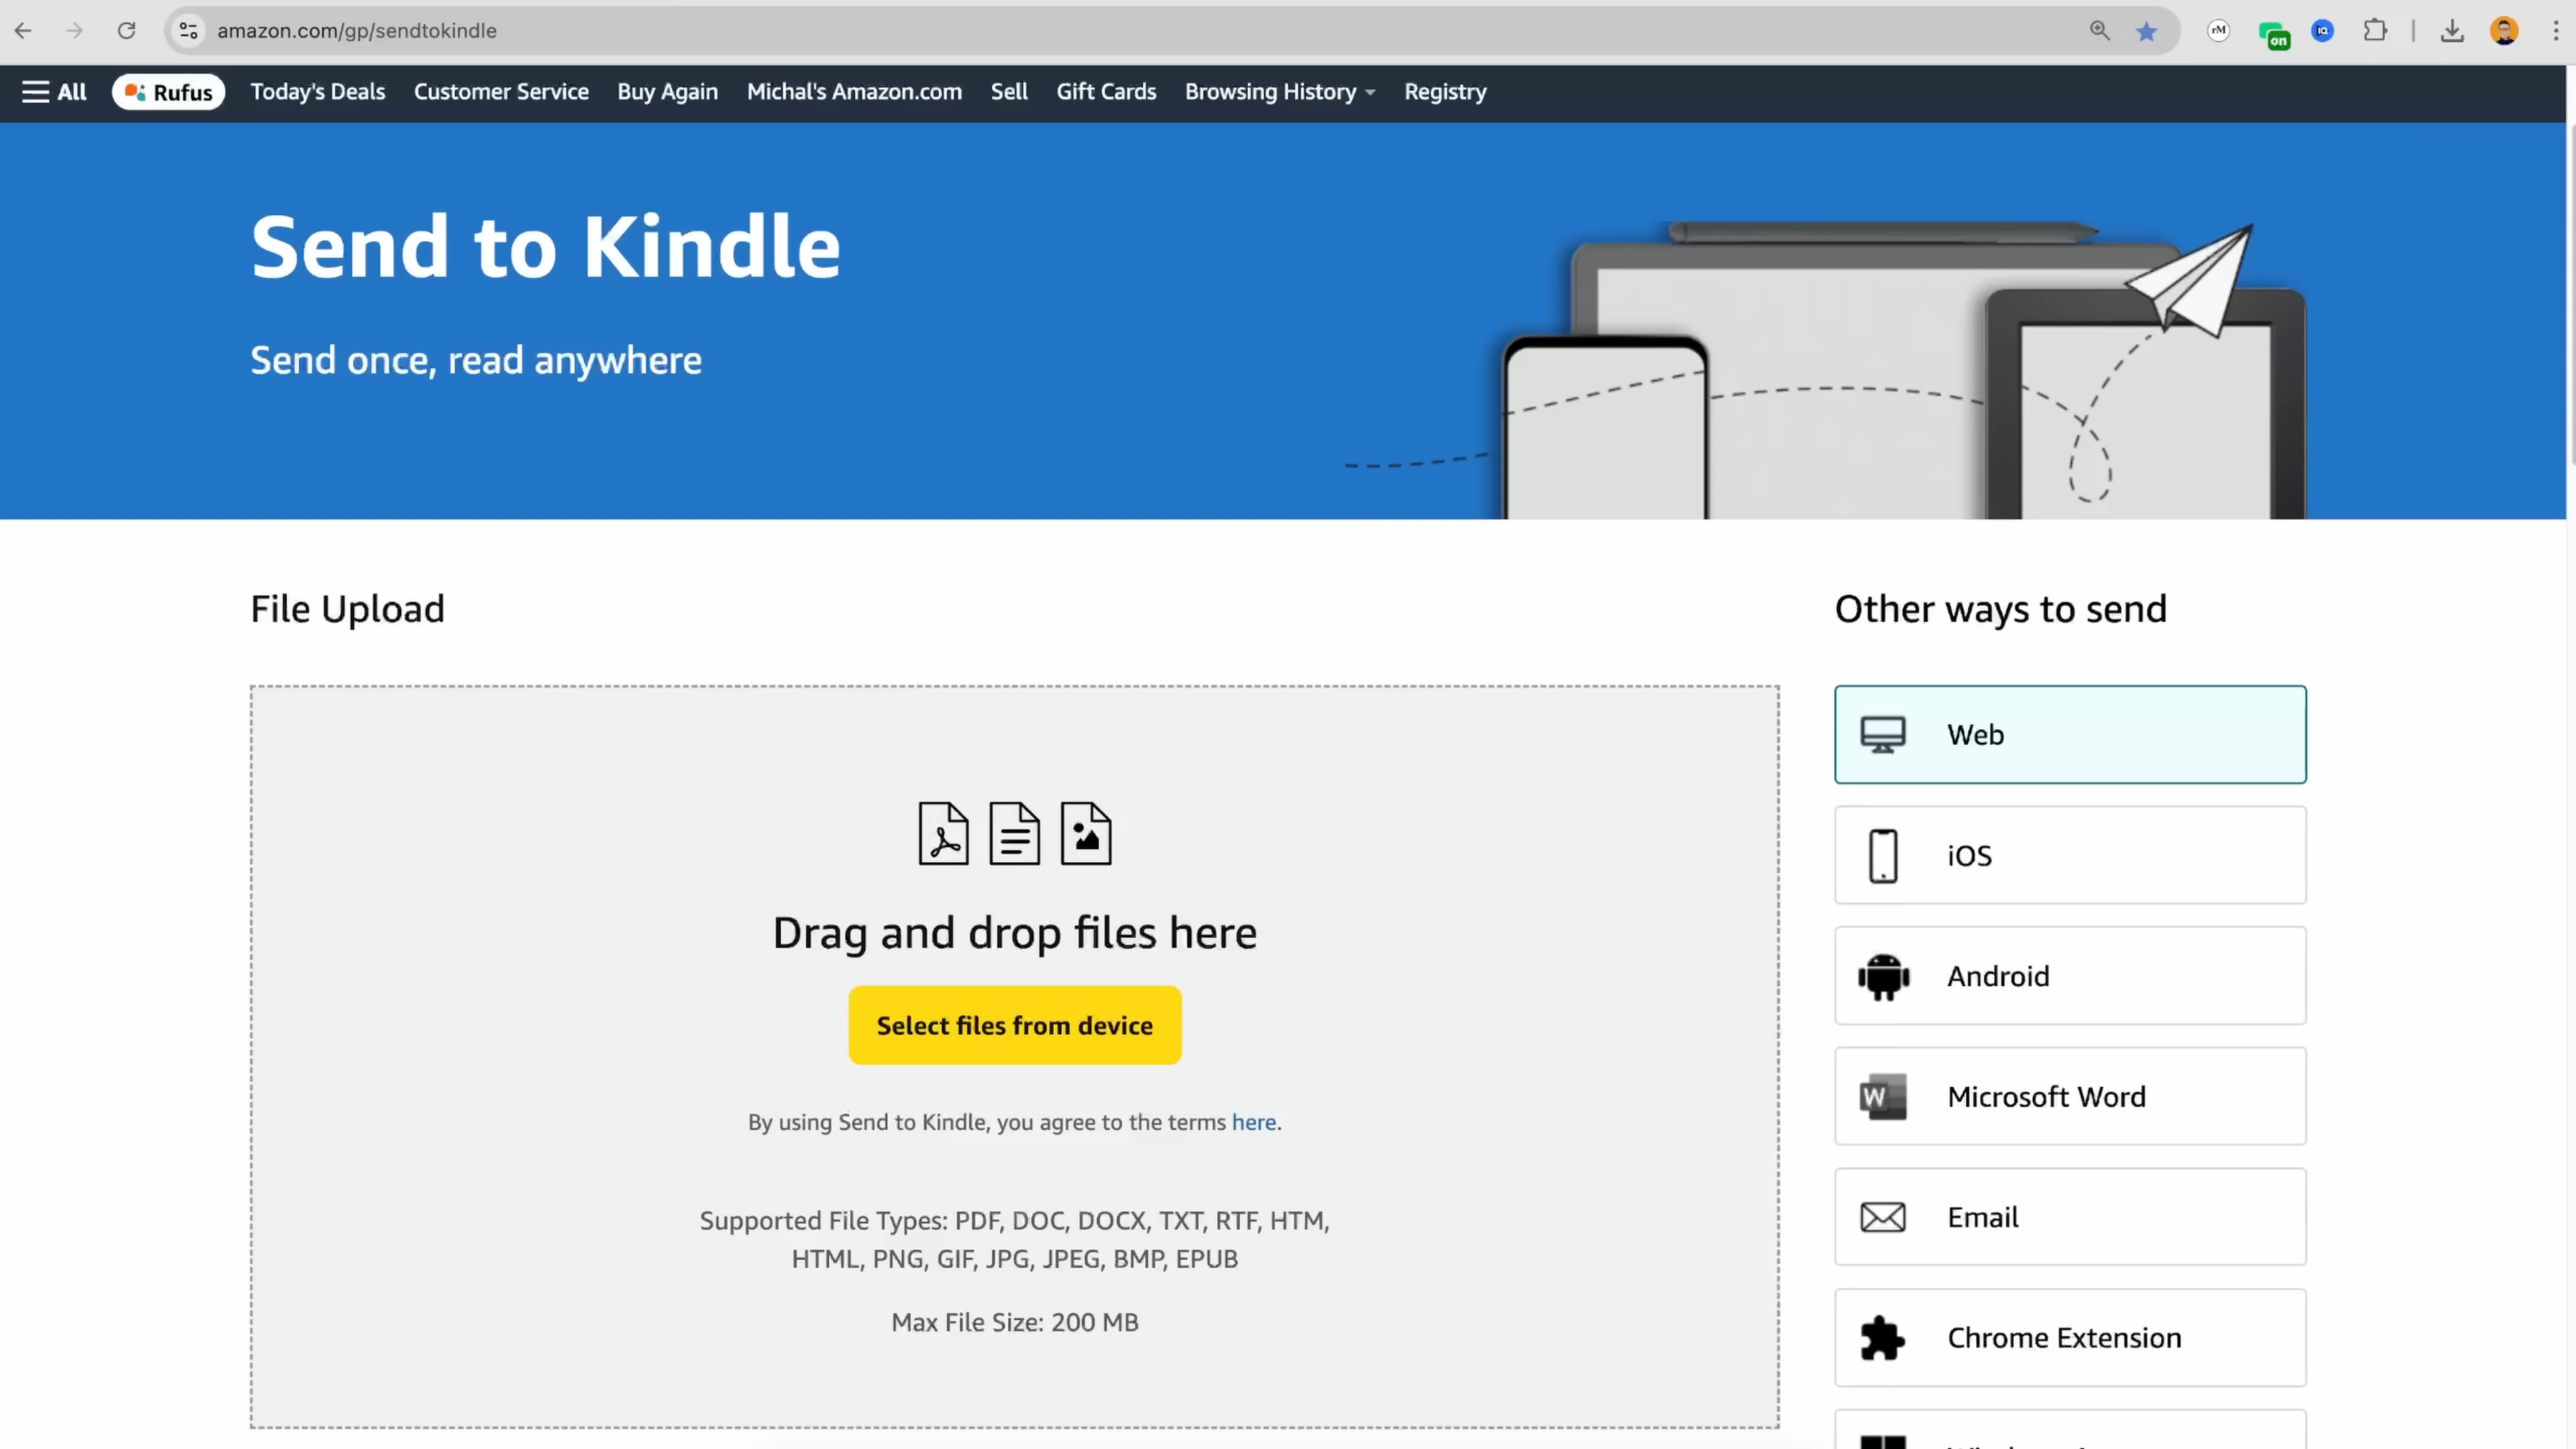 amazon.com/gp/sendtokindle
rM
on
IQ
All
Rufus
Today's Deals
Customer Service
Buy Again
Michal's Amazon.com
Sell
Gift Cards
Browsing History
Registry
Send to Kindle
Send once, read anywhere
File Upload
Drag and drop files here
Select files from device
By using Send to Kindle, you agree to the terms here.
Supported File Types: PDF, DOC, DOCX, TXT, RTF, HTM,
HTML, PNG, GIF, JPG, JPEG, BMP, EPUB
Max File Size: 200 MB
Other ways to send
Web
iOS
Android
W
Microsoft Word
Email
Chrome Extension